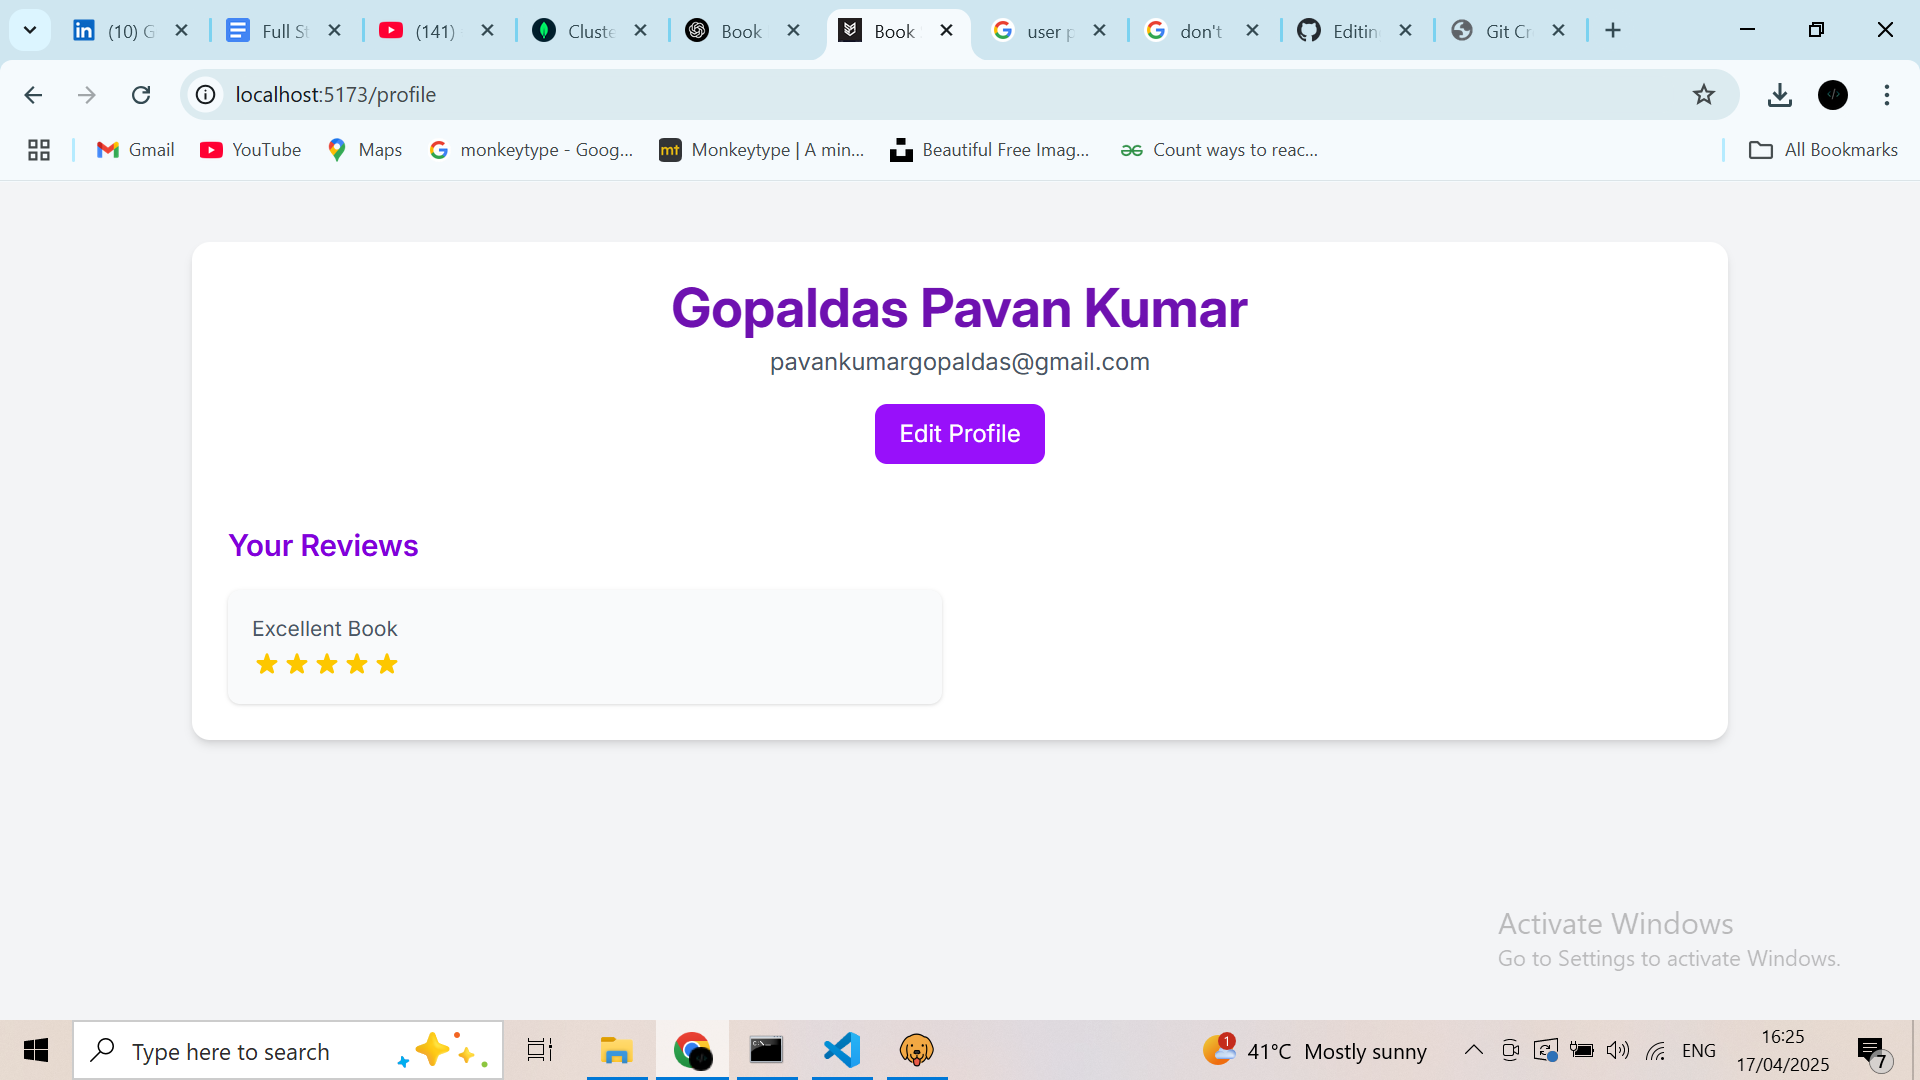 (10) G
Full St
(141)
Cluste
Book
Book
user p
don't
Editin
Git Cr
localhost:5173/profile
Gmail
YouTube
Maps
monkeytype - Goog...
mt
Monkeytype | A min...
Beautiful Free Imag...
Count ways to reac...
All Bookmarks
Gopaldas Pavan Kumar
pavankumargopaldas@gmail.com
Edit Profile
Your Reviews
Excellent Book
Activate Windows
Go to Settings to activate Windows.
Type here to search
1
41°C Mostly sunny
ENG
16:25
17/04/2025
7